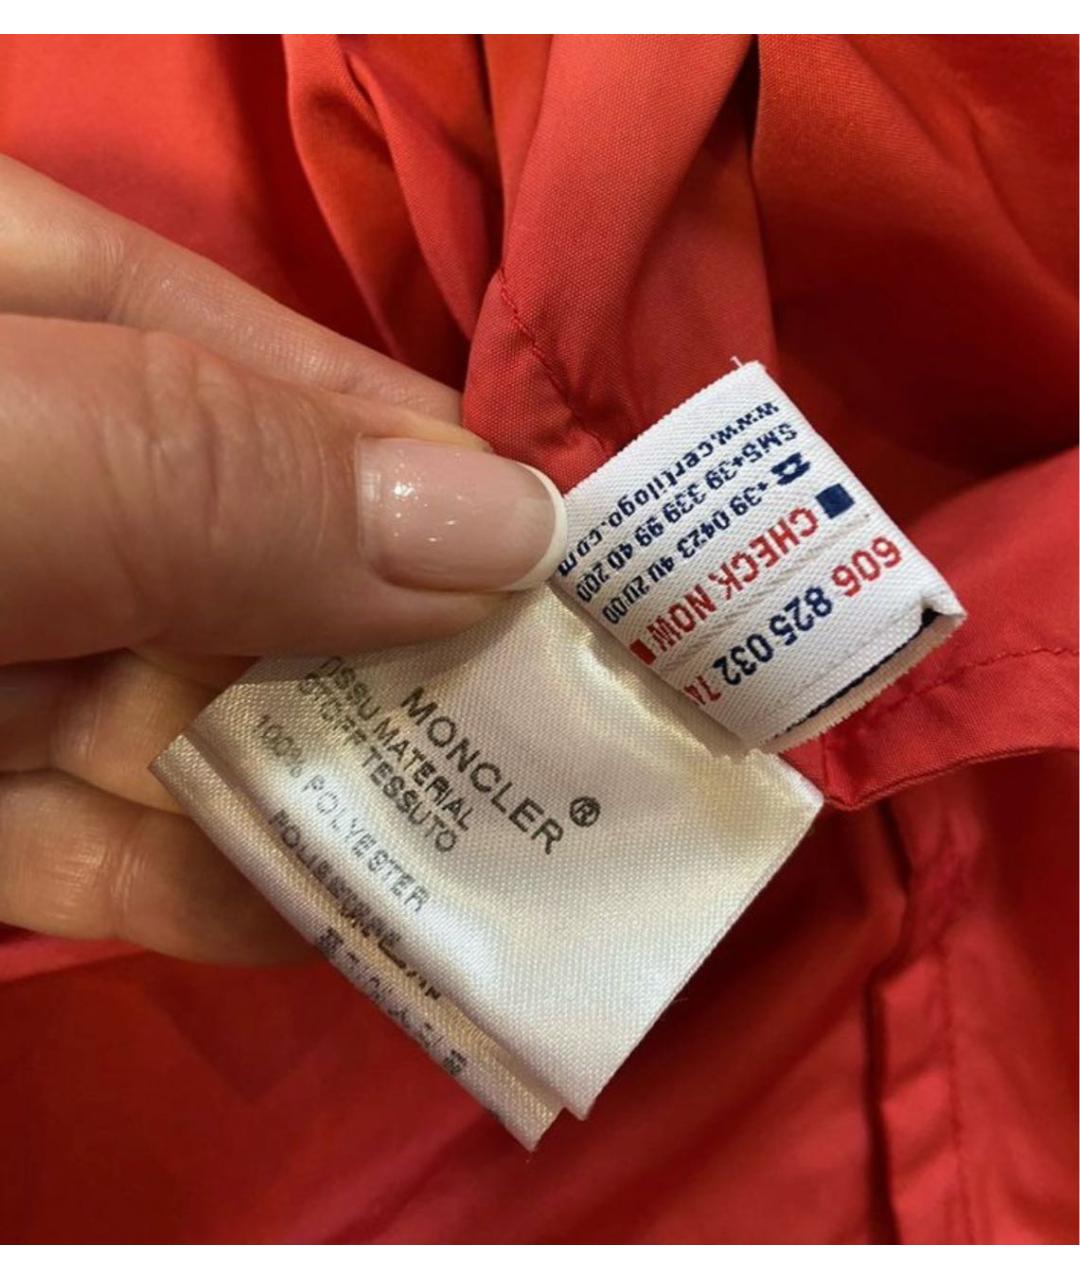 www.certilogo.com
SMS+39 339 99 40 200
☎ +39 0423 40 20 00
■ CHECK NOW ■
606 825 032 74
MONCLER®
TISSU MATERIAL
STOFF TESSUTO
100% POLYESTER